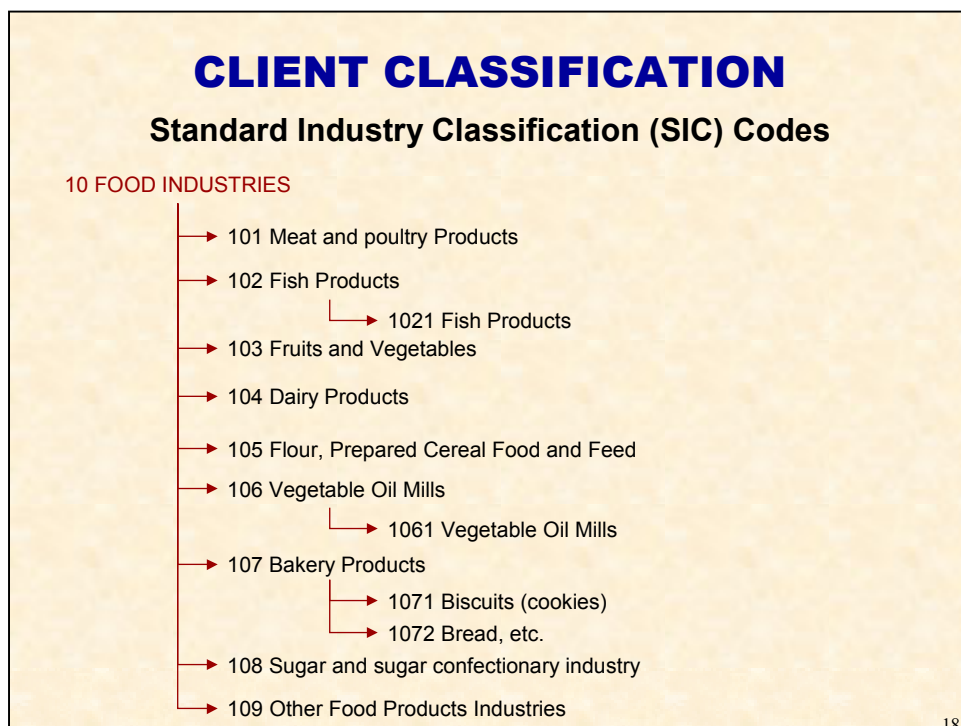 CLIENT CLASSIFICATION
Standard Industry Classification (SIC) Codes
10 FOOD INDUSTRIES
101 Meat and poultry Products
102 Fish Products
1021 Fish Products
103 Fruits and Vegetables
104 Dairy Products
105 Flour, Prepared Cereal Food and Feed
106 Vegetable Oil Mills
1061 Vegetable Oil Mills
107 Bakery Products
1071 Biscuits (cookies)
1072 Bread, etc.
108 Sugar and sugar confectionary industry
109 Other Food Products Industries
18